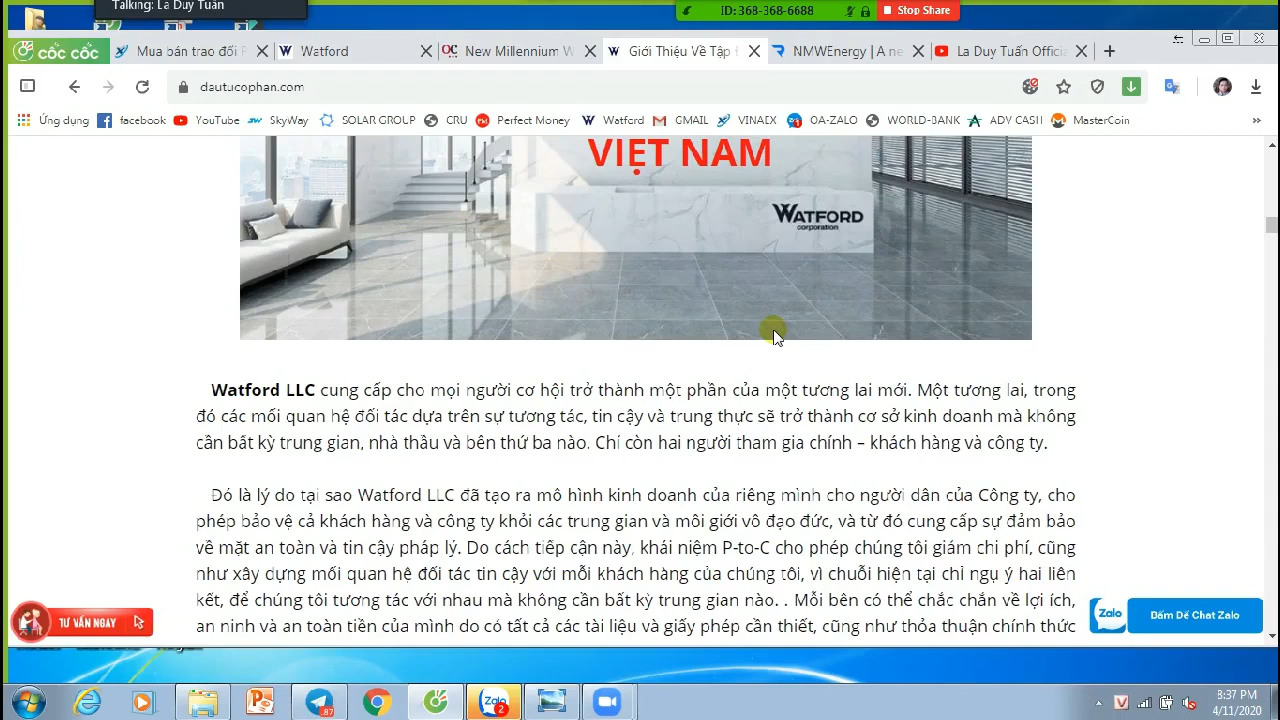 Talking: La Duy Tuấn
ID: 368-368-6688
Stop Share
cốc cốc
Mua bán trao đổi P
Watford
New Millennium W
Giới Thiệu Về Tập Đ
NMWEnergy | A ne
La Duy Tuấn Officia
dautucophan.com
Ứng dụng
facebook
YouTube
SkyWay
SOLAR GROUP
CRU
Perfect Money
Watford
GMAIL
VINAEX
OA-ZALO
WORLD-BANK
ADV CASH
MasterCoin
VIỆT NAM
WATFORD
corporation
Watford LLC cung cấp cho mọi người cơ hội trở thành một phần của một tương lai mới. Một tương lai, trong
đó các mối quan hệ đối tác dựa trên sự tương tác, tin cậy và trung thực sẽ trở thành cơ sở kinh doanh mà không
cần bất kỳ trung gian, nhà thầu và bên thứ ba nào. Chỉ còn hai người tham gia chính – khách hàng và công ty.
Đó là lý do tại sao Watford LLC đã tạo ra mô hình kinh doanh của riêng mình cho người dân của Công ty, cho
phép bảo vệ cả khách hàng và công ty khỏi các trung gian và môi giới vô đạo đức, và từ đó cung cấp sự đảm bảo
về mặt an toàn và tin cậy pháp lý. Do cách tiếp cận này, khái niệm P-to-C cho phép chúng tôi giảm chi phí, cũng
như xây dựng mối quan hệ đối tác tin cậy với mỗi khách hàng của chúng tôi, vì chuỗi hiện tại chỉ ngụ ý hai liên
kết, để chúng tôi tương tác với nhau mà không cần bất kỳ trung gian nào. . Mỗi bên có thể chắc chắn về lợi ích,
an ninh và an toàn tiền của mình do có tất cả các tài liệu và giấy phép cần thiết, cũng như thỏa thuận chính thức
TƯ VẤN NGAY
Zalo
Bấm Để Chat Zalo
87
Zalo
2
8:37 PM
4/11/2020